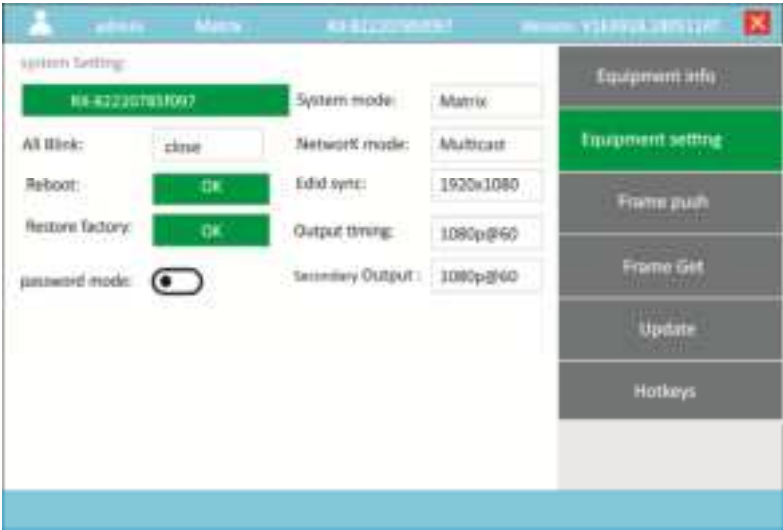 admin Matrix
system Setting:
Equipment info
System mode: Matrix
All Blink: close NetworK mode: Multicast
Equipment setting
Reboot: OK Edid sync: 1920x1080
Frame push
Restore factory: OK Output timing: 1080p@60
password mode: Secondary Output : 1080p@60
Frame Get
Update
Hotkeys